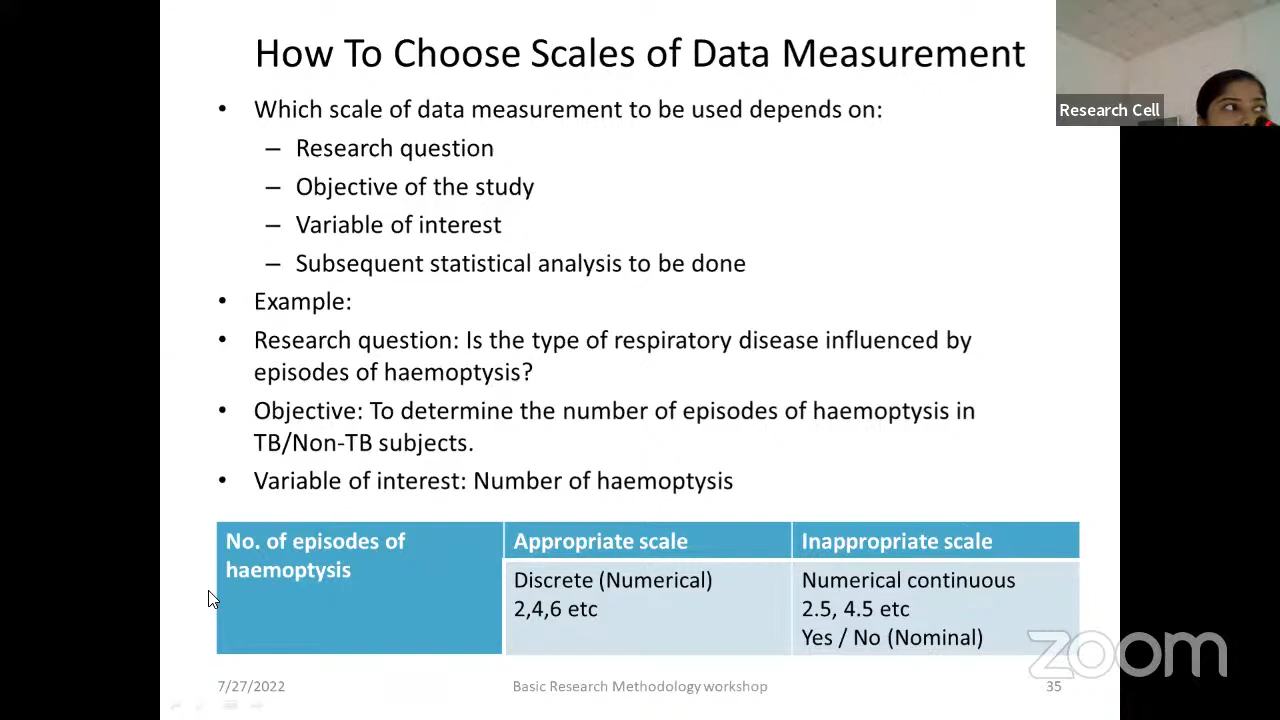 How To Choose Scales of Data Measurement
• Which scale of data measurement to be used depends on:
– Research question
– Objective of the study
– Variable of interest
– Subsequent statistical analysis to be done
• Example:
• Research question: Is the type of respiratory disease influenced by
episodes of haemoptysis?
• Objective: To determine the number of episodes of haemoptysis in
TB/Non-TB subjects.
• Variable of interest: Number of haemoptysis
No. of episodes of
haemoptysis
Appropriate scale
Inappropriate scale
Discrete (Numerical)
2,4,6 etc
Numerical continuous
2.5, 4.5 etc
Yes / No (Nominal)
7/27/2022
Basic Research Methodology workshop
35
Research Cell
zoom